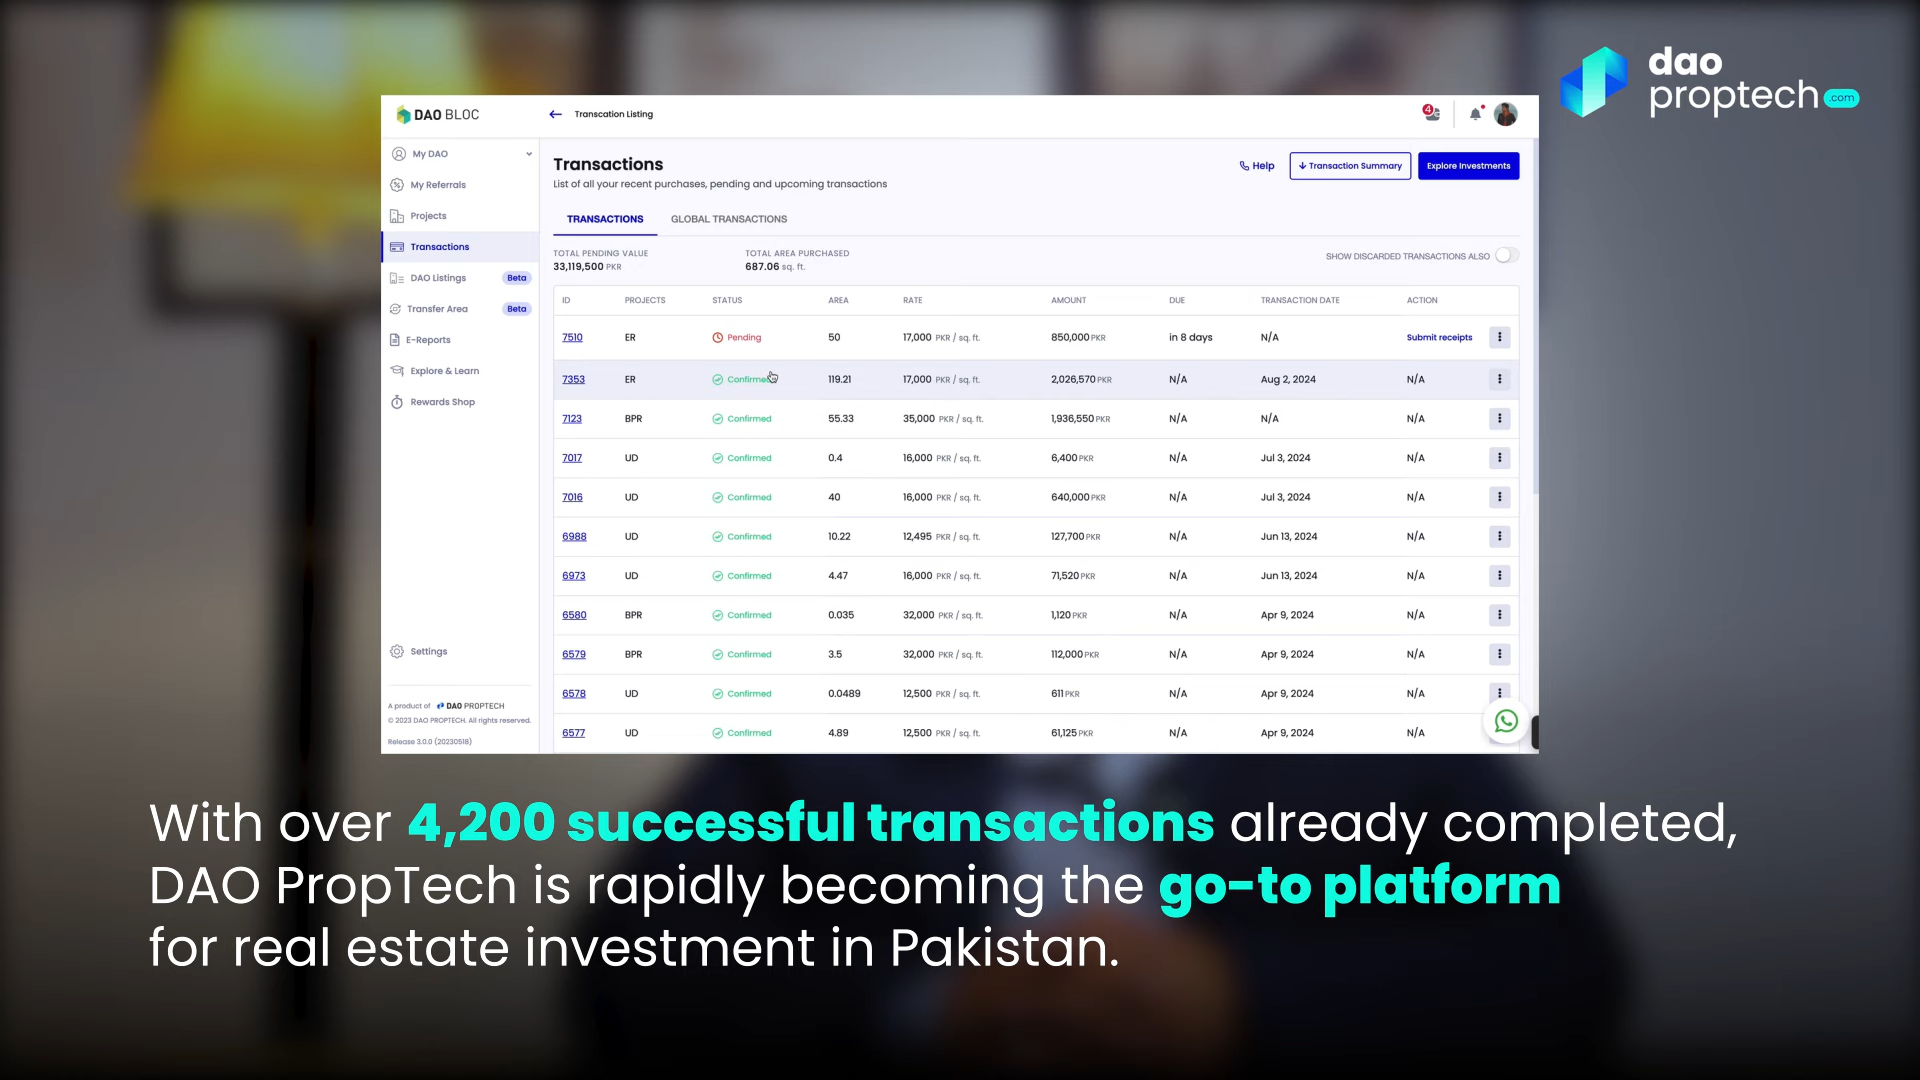 dao
proptech .com
DAO BLOC
Transcation Listing
4
My DAO
My Referrals
Projects
Transactions
DAO Listings Beta
Transfer Area Beta
E-Reports
Explore & Learn
Rewards Shop
Settings
A product of DAO PROPTECH
© 2023 DAO PROPTECH. All rights reserved.
Release 3.0.0 (20230518)
Transactions
List of all your recent purchases, pending and upcoming transactions
Help
Transaction Summary
Explore Investments
TRANSACTIONS GLOBAL TRANSACTIONS
TOTAL PENDING VALUE TOTAL AREA PURCHASED
33,119,500 PKR 687.06 sq. ft.
SHOW DISCARDED TRANSACTIONS ALSO
ID PROJECTS STATUS AREA RATE AMOUNT DUE TRANSACTION DATE ACTION
7510 ER Pending 50 17,000 PKR / sq. ft. 850,000 PKR in 8 days N/A Submit receipts
7353 ER Confirmed 119.21 17,000 PKR / sq. ft. 2,026,570 PKR N/A Aug 2, 2024 N/A
7123 BPR Confirmed 55.33 35,000 PKR / sq. ft. 1,936,550 PKR N/A N/A N/A
7017 UD Confirmed 0.4 16,000 PKR / sq. ft. 6,400 PKR N/A Jul 3, 2024 N/A
7016 UD Confirmed 40 16,000 PKR / sq. ft. 640,000 PKR N/A Jul 3, 2024 N/A
6988 UD Confirmed 10.22 12,495 PKR / sq. ft. 127,700 PKR N/A Jun 13, 2024 N/A
6973 UD Confirmed 4.47 16,000 PKR / sq. ft. 71,520 PKR N/A Jun 13, 2024 N/A
6580 BPR Confirmed 0.035 32,000 PKR / sq. ft. 1,120 PKR N/A Apr 9, 2024 N/A
6579 BPR Confirmed 3.5 32,000 PKR / sq. ft. 112,000 PKR N/A Apr 9, 2024 N/A
6578 UD Confirmed 0.0489 12,500 PKR / sq. ft. 611 PKR N/A Apr 9, 2024 N/A
6577 UD Confirmed 4.89 12,500 PKR / sq. ft. 61,125 PKR N/A Apr 9, 2024 N/A
With over 4,200 successful transactions already completed,
DAO PropTech is rapidly becoming the go-to platform
for real estate investment in Pakistan.